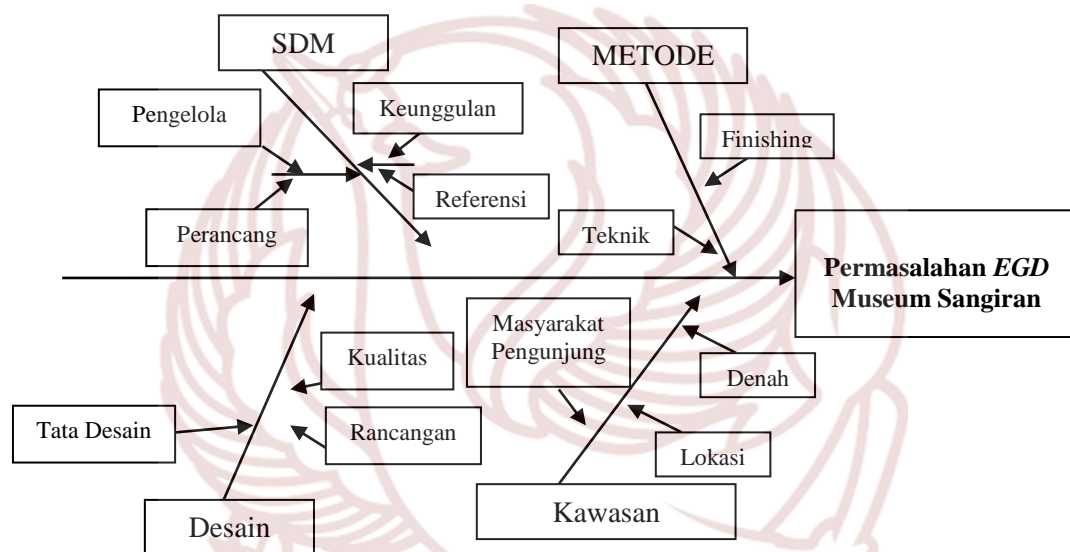 SDM
METODE
Pengelola
Keunggulan
Finishing
Referensi
Perancang
Teknik
Permasalahan EGD
Museum Sangiran
Masyarakat
Pengunjung
Kualitas
Denah
Tata Desain
Rancangan
Lokasi
Desain
Kawasan